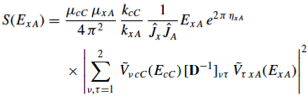 S(E_{xA}) = \frac{\mu_{cC} \mu_{xA}}{4 \pi^2} \frac{k_{cC}}{k_{xA}} \frac{1}{\hat{J}_x \hat{J}_A} E_{xA} e^{2 \pi \eta_{xA}}
\times \left| \sum_{\nu, \tau = 1}^{2} \tilde{V}_{\nu cC}(E_{cC}) [\mathbf{D}^{-1}]_{\nu \tau} \tilde{V}_{\tau xA}(E_{xA}) \right|^2